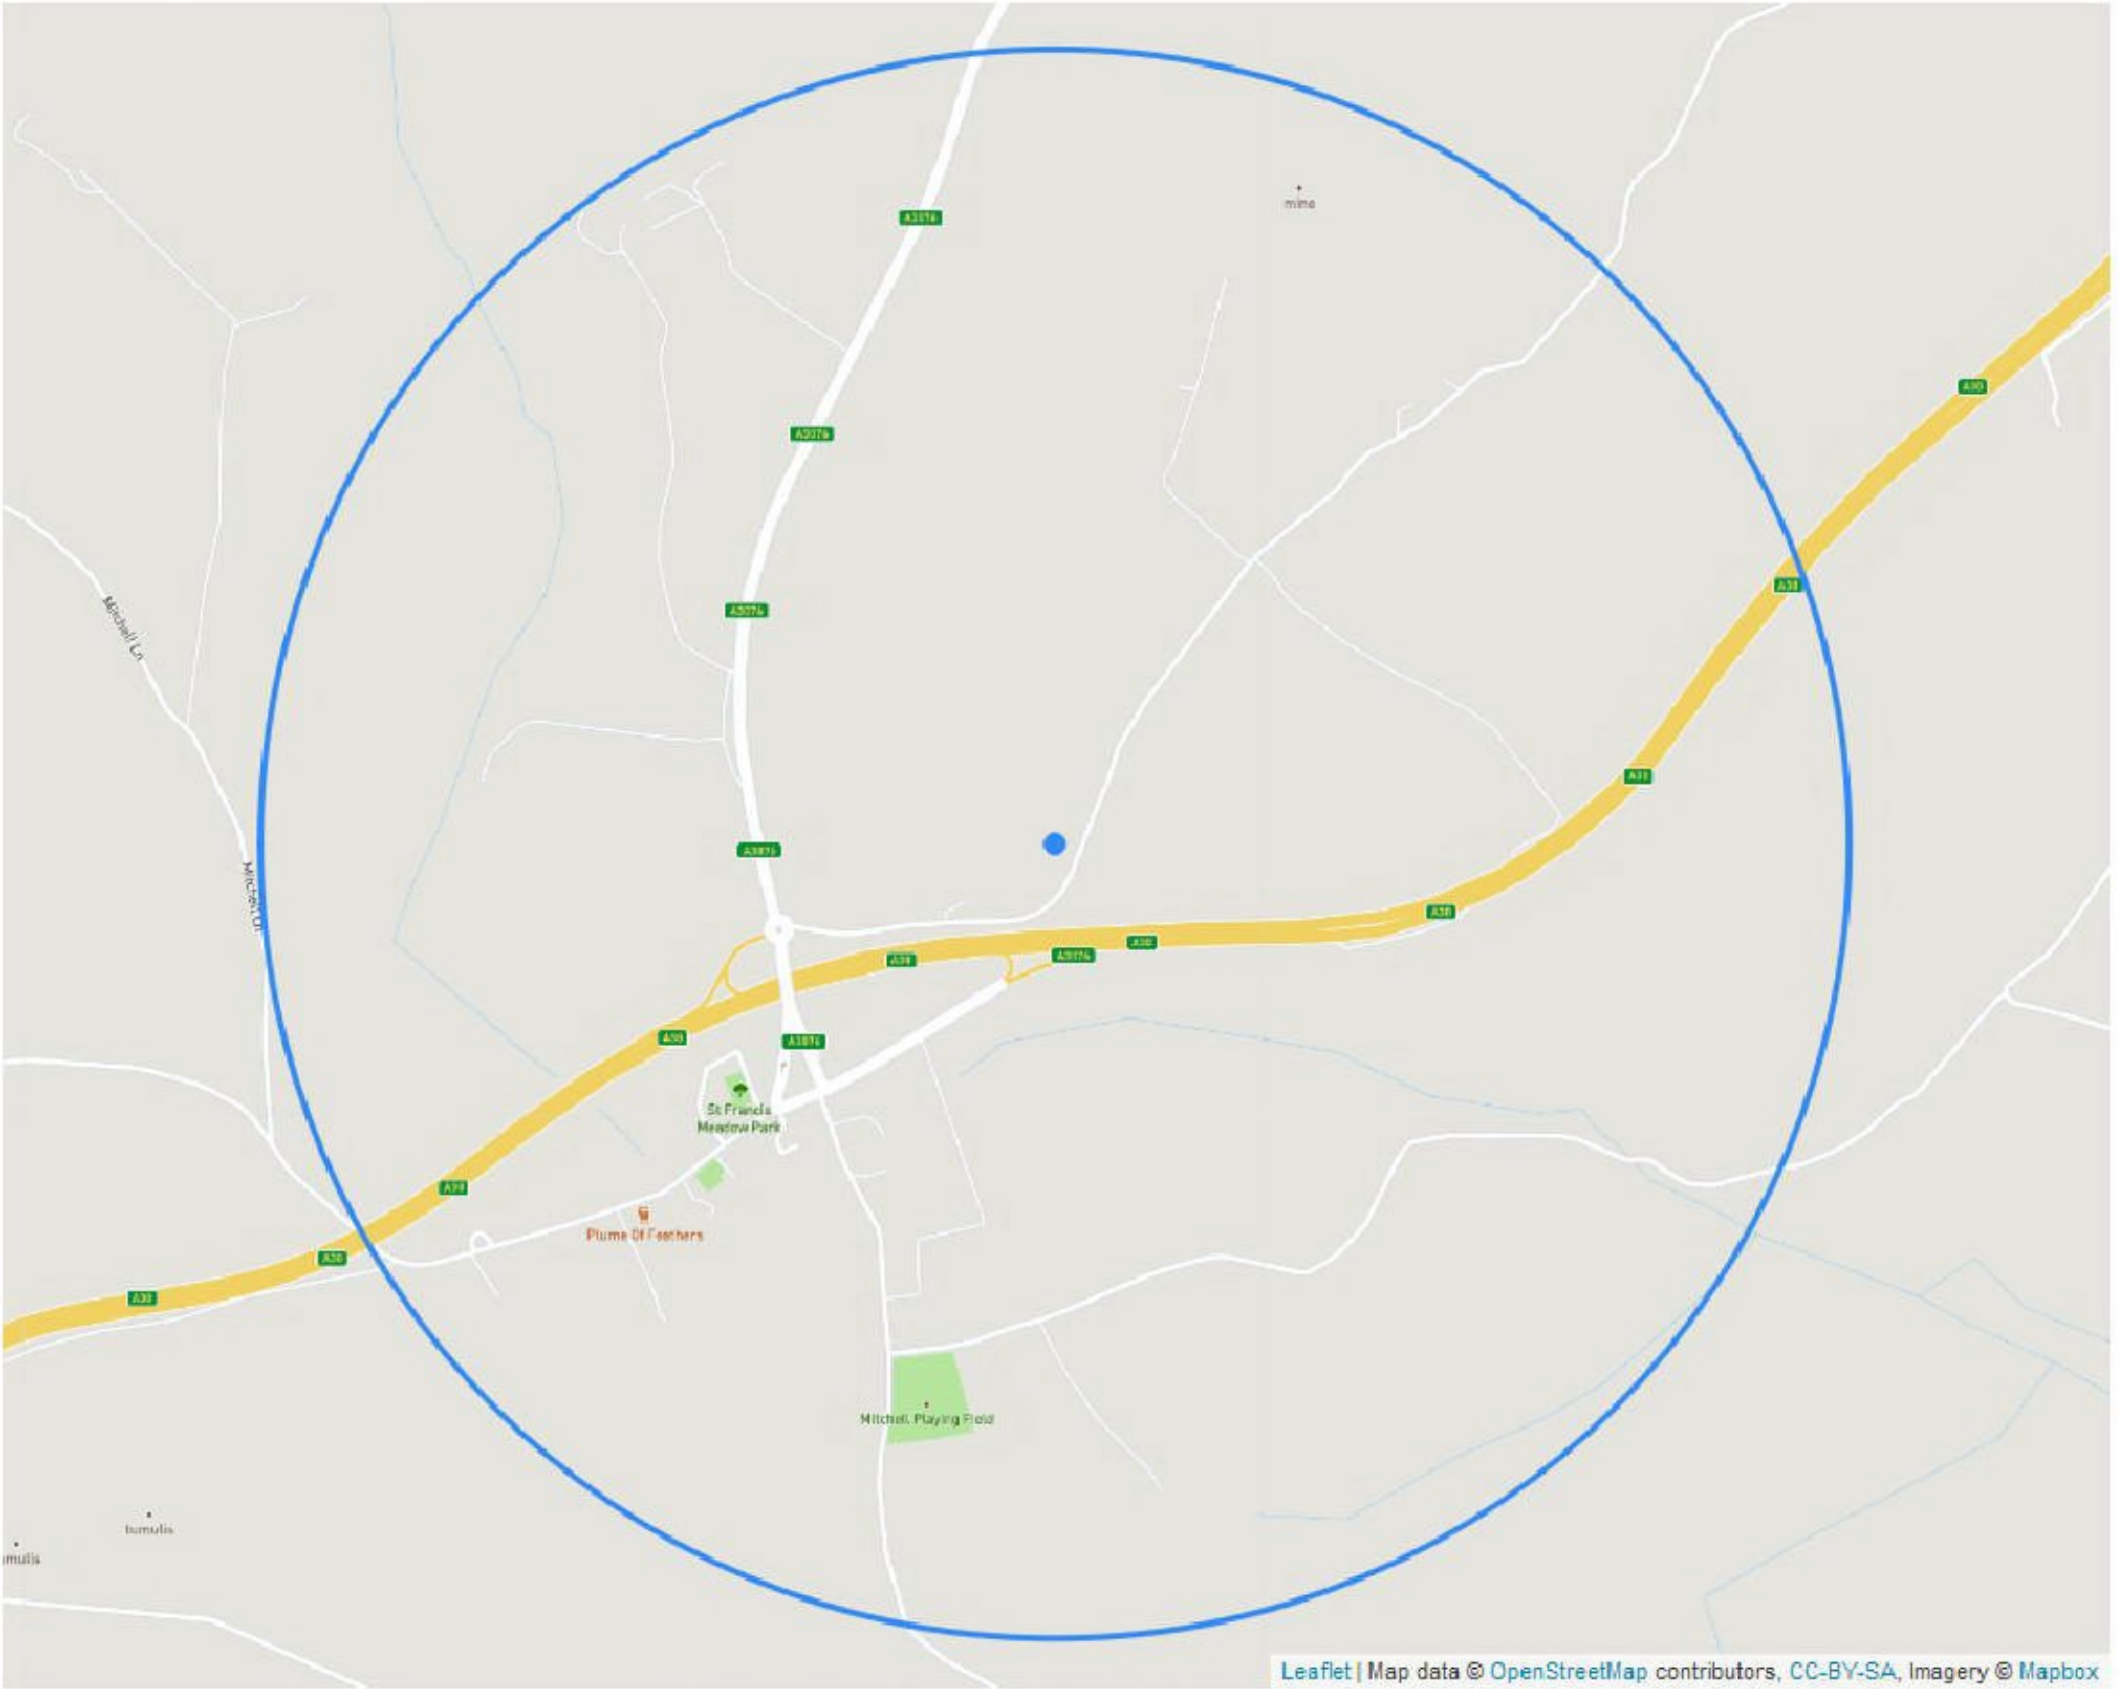 mine
A3076
A30
A3076
A30
A3076
Mitchell Ln
A30
A3076
Mitchell Ln
A30
A30
A3076
A30
A30
A3076
St Francis
Meadow Park
A30
Plume Of Feathers
A30
A30
Mitchell Playing Field
tumulis
Leaflet | Map data © OpenStreetMap contributors, CC-BY-SA, Imagery © Mapbox